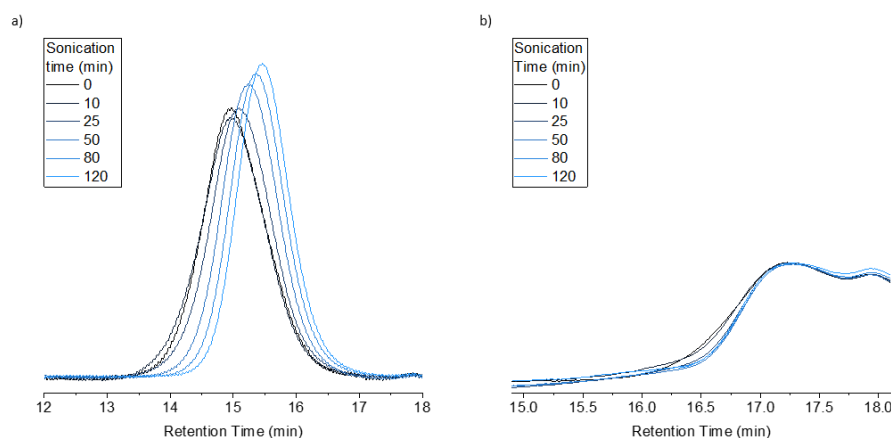 a)
Sonication
time (min)
0
10
25
50
80
120
12 13 14 15 16 17 18
Retention Time (min)
b)
Sonication
Time (min)
0
10
25
50
80
120
15.0 15.5 16.0 16.5 17.0 17.5 18.0
Retention Time (min)